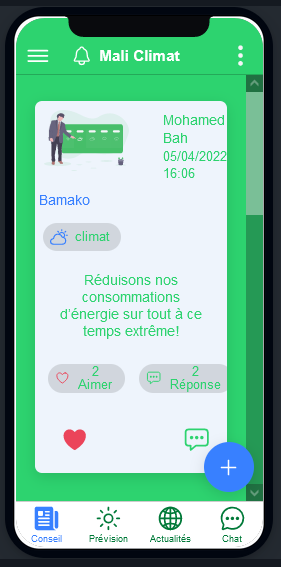 Mali Climat
Mohamed
Bah
05/04/2022
16:06
Bamako
climat
Réduisons nos
consommations
d'énergie sur tout à ce
temps extrême!
2
Aimer
2
Réponse
Conseil
Prévision
Actualités
Chat